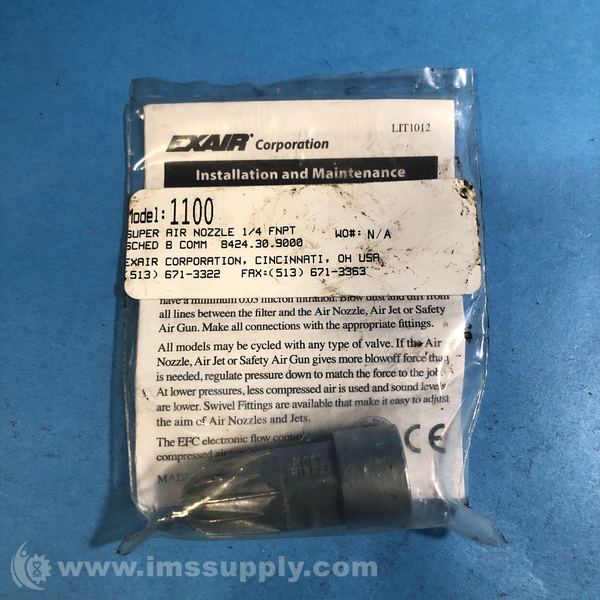 EXAIR® Corporation
LIT1012
Installation and Maintenance
Model: 1100
SUPER AIR NOZZLE 1/4 FNPT WO#: N/A
SCHED B COMM 8424.30.9000
EXAIR CORPORATION, CINCINNATI, OH USA
(513) 671-3322 FAX:(513) 671-3363
have a minimum 0.03 micron filtration. Blow dust and dirt from
all lines between the filter and the Air Nozzle, Air Jet or Safety
Air Gun. Make all connections with the appropriate fittings.
All models may be cycled with any type of valve. If the Air
Nozzle, Air Jet or Safety Air Gun gives more blowoff force than
is needed, regulate pressure down to match the force to the job.
At lower pressures, less compressed air is used and sound levels
are lower. Swivel Fittings are available that make it easy to adjust
the aim of Air Nozzles and Jets.
The EFC electronic flow
compressed air
CE
www.imssupply.com